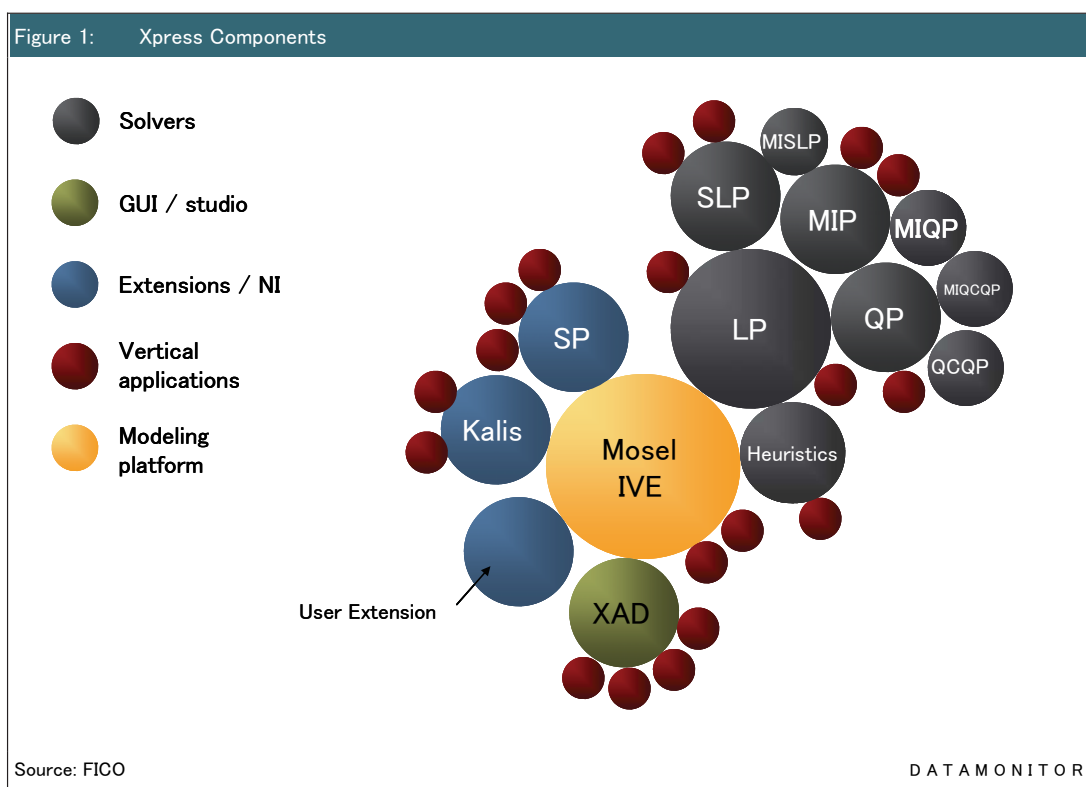 Figure 1: Xpress Components
Solvers
GUI / studio
Extensions / NI
Vertical
applications
Modeling
platform
MISLP
SLP
MIP
MIQP
MIQCQP
LP
QP
QCQP
SP
Kalis
Mosel
IVE
Heuristics
User Extension
XAD
Source: FICO
DATAMONITOR